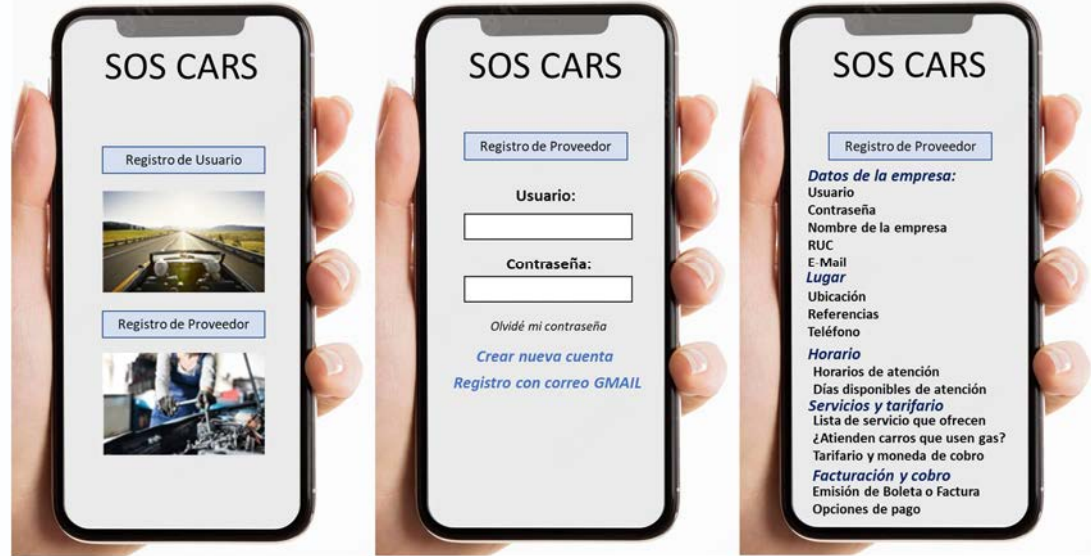 SOS CARS
Registro de Usuario
Registro de Proveedor
SOS CARS
Registro de Proveedor
Usuario:
Contraseña:
Olvidé mi contraseña
Crear nueva cuenta
Registro con correo GMAIL
SOS CARS
Registro de Proveedor
Datos de la empresa:
Usuario
Contraseña
Nombre de la empresa
RUC
E-Mail
Lugar
Ubicación
Referencias
Teléfono
Horario
Horarios de atención
Días disponibles de atención
Servicios y tarifario
Lista de servicio que ofrecen
¿Atienden carros que usen gas?
Tarifario y moneda de cobro
Facturación y cobro
Emisión de Boleta o Factura
Opciones de pago